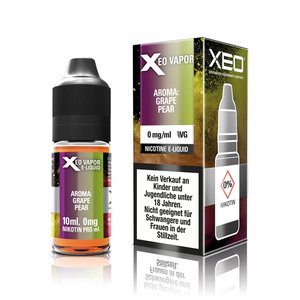 XEO VAPOR
E-LIQUID
AROMA:
GRAPE
PEAR
10ml, 0mg
NIKOTIN PRO ml.
XEO VAPOR
AROMA:
GRAPE
PEAR
0 mg/ml
VG
NICOTINE E-LIQUID
Kein Verkauf an
Kinder und
Jugendliche unter
18 Jahren.
Nicht geeignet für
Schwangere und
Frauen in der
Stillzeit.
XEO
0%
NIKOTIN